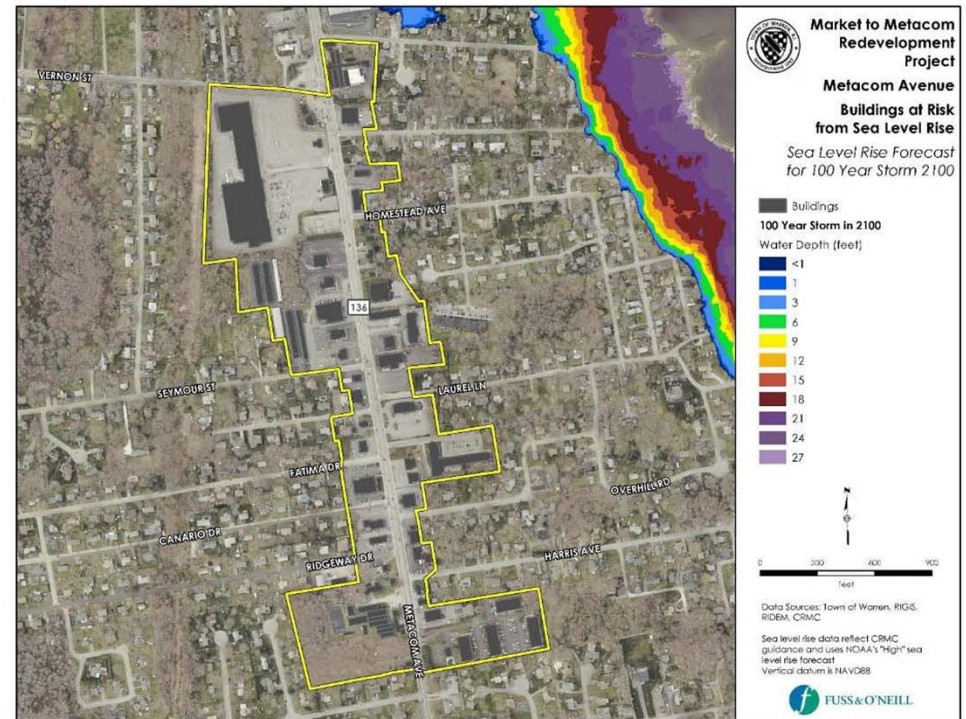 VERNON ST
HOMESTEAD AVE
136
SEYMOUR ST
LAUREL LN
FATIMA DR
OVERHILL RD
CANARIO DR
HARRIS AVE
RIDGEWAY DR
METACOM AVE
Market to Metacom
Redevelopment
Project
Metacom Avenue
Buildings at Risk
from Sea Level Rise
Sea Level Rise Forecast
for 100 Year Storm 2100
Buildings
100 Year Storm in 2100
Water Depth (feet)
<1
1
3
6
9
12
15
18
21
24
27
N
0 300 600 900
Feet
Data Sources: Town of Warren, RIGIS,
RIDEM, CRMC
Sea level rise data reflect CRMC
guidance and uses NOAA's "High" sea
level rise forecast
Vertical datum is NAVD88
FUSS & O'NEILL